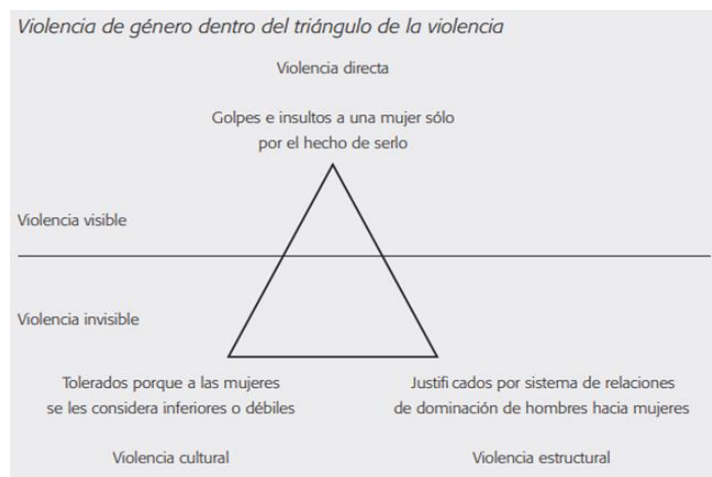 Violencia de género dentro del triángulo de la violencia
Violencia directa
Golpes e insultos a una mujer sólo
por el hecho de serlo
Violencia visible
Violencia invisible
Tolerados porque a las mujeres
se les considera inferiores o débiles
Justifi cados por sistema de relaciones
de dominación de hombres hacia mujeres
Violencia cultural
Violencia estructural